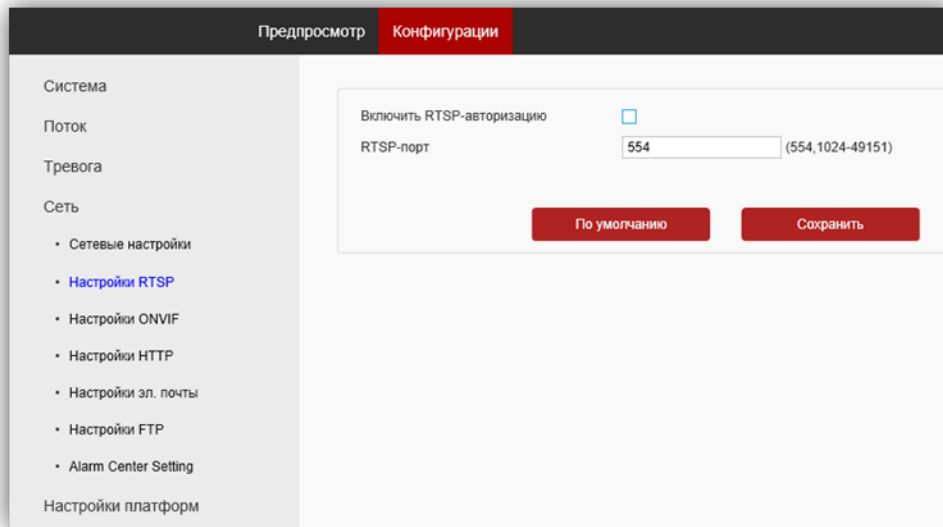 Предпросмотр Конфигурации
Система
Поток
Тревога
Сеть
• Сетевые настройки
• Настройки RTSP
• Настройки ONVIF
• Настройки HTTP
• Настройки эл. почты
• Настройки FTP
• Alarm Center Setting
Настройки платформ
Включить RTSP-авторизацию
RTSP-порт 554 (554,1024-49151)
По умолчанию Сохранить